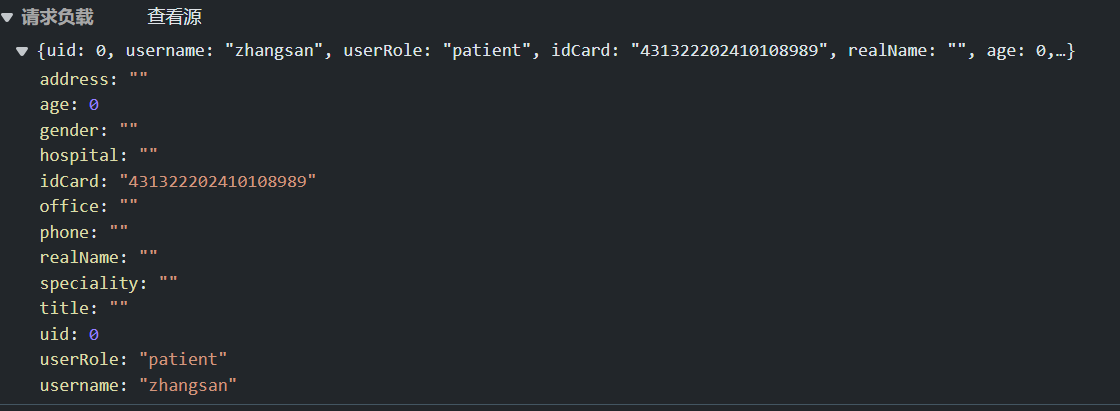 请求负载 查看源
{uid: 0, username: "zhangsan", userRole: "patient", idCard: "431322202410108989", realName: "", age: 0,…}
address: ""
age: 0
gender: ""
hospital: ""
idCard: "431322202410108989"
office: ""
phone: ""
realName: ""
speciality: ""
title: ""
uid: 0
userRole: "patient"
username: "zhangsan"